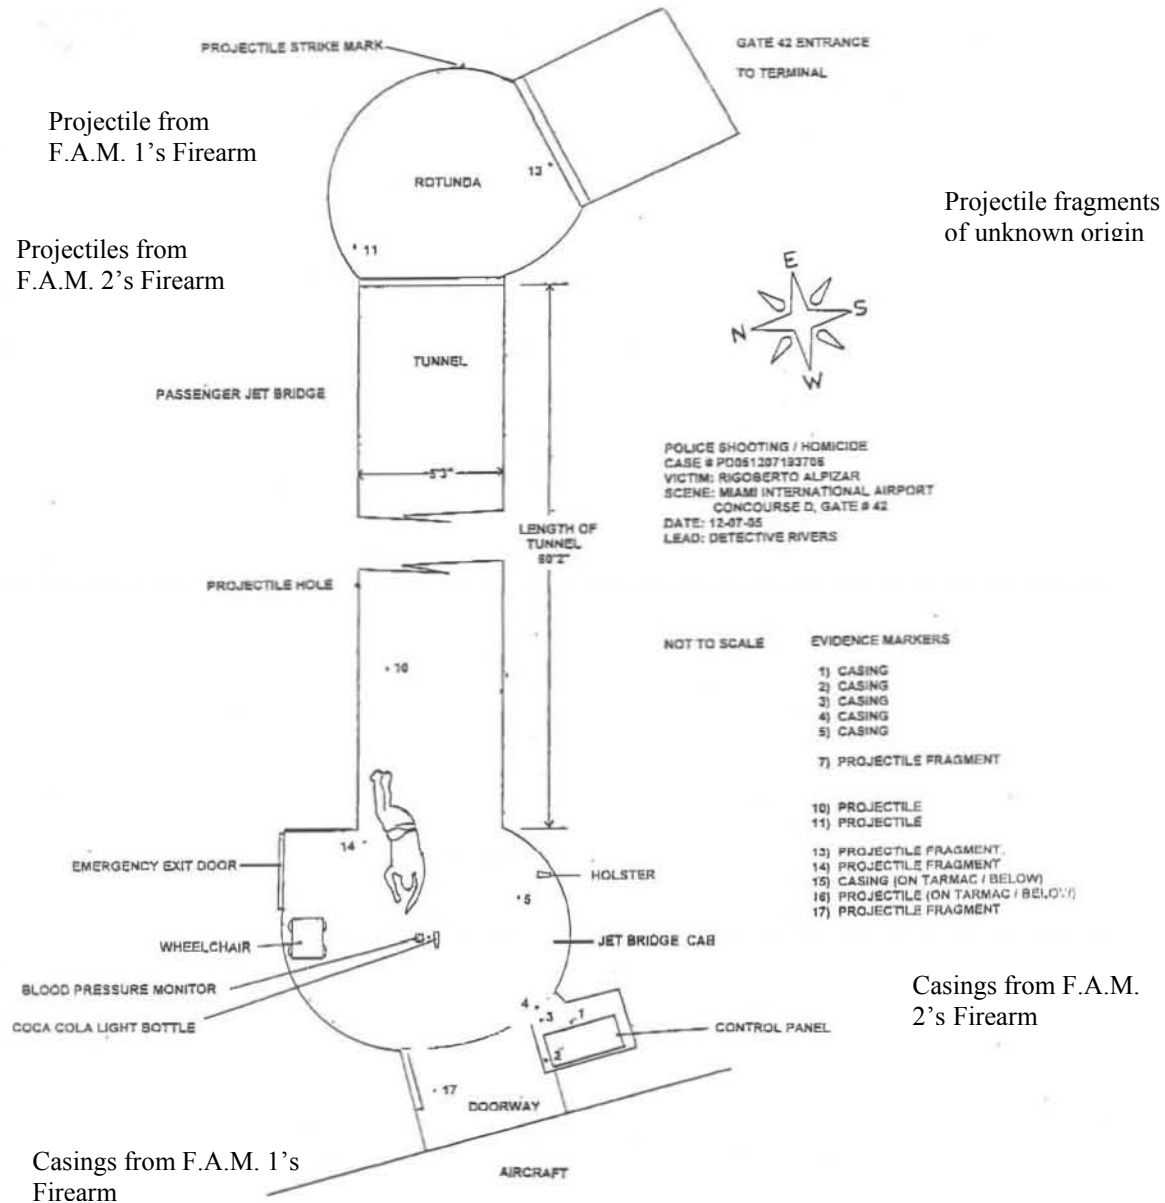 PROJECTILE STRIKE MARK
GATE 42 ENTRANCE
TO TERMINAL
Projectile from
F.A.M. 1's Firearm
ROTUNDA
13
Projectile fragments
of unknown origin
11
Projectiles from
F.A.M. 2's Firearm
E
S
N
W
TUNNEL
PASSENGER JET BRIDGE
5'3"
POLICE SHOOTING / HOMICIDE
CASE # PD051207193706
VICTIM: RIGOBERTO ALPIZAR
SCENE: MIAMI INTERNATIONAL AIRPORT
CONCOURSE D, GATE # 42
DATE: 12-07-05
LEAD: DETECTIVE RIVERS
LENGTH OF
TUNNEL
60'2"
PROJECTILE HOLE
NOT TO SCALE
EVIDENCE MARKERS
1) CASING
2) CASING
3) CASING
4) CASING
5) CASING
7) PROJECTILE FRAGMENT
10) PROJECTILE
11) PROJECTILE
13) PROJECTILE FRAGMENT
14) PROJECTILE FRAGMENT
15) CASING (ON TARMAC / BELOW)
16) PROJECTILE (ON TARMAC / BELOW)
17) PROJECTILE FRAGMENT
10
14
EMERGENCY EXIT DOOR
HOLSTER
5
WHEELCHAIR
JET BRIDGE CAB
BLOOD PRESSURE MONITOR
COCA COLA LIGHT BOTTLE
4
3
1
2
CONTROL PANEL
Casings from F.A.M.
2's Firearm
17
DOORWAY
AIRCRAFT
Casings from F.A.M. 1's
Firearm